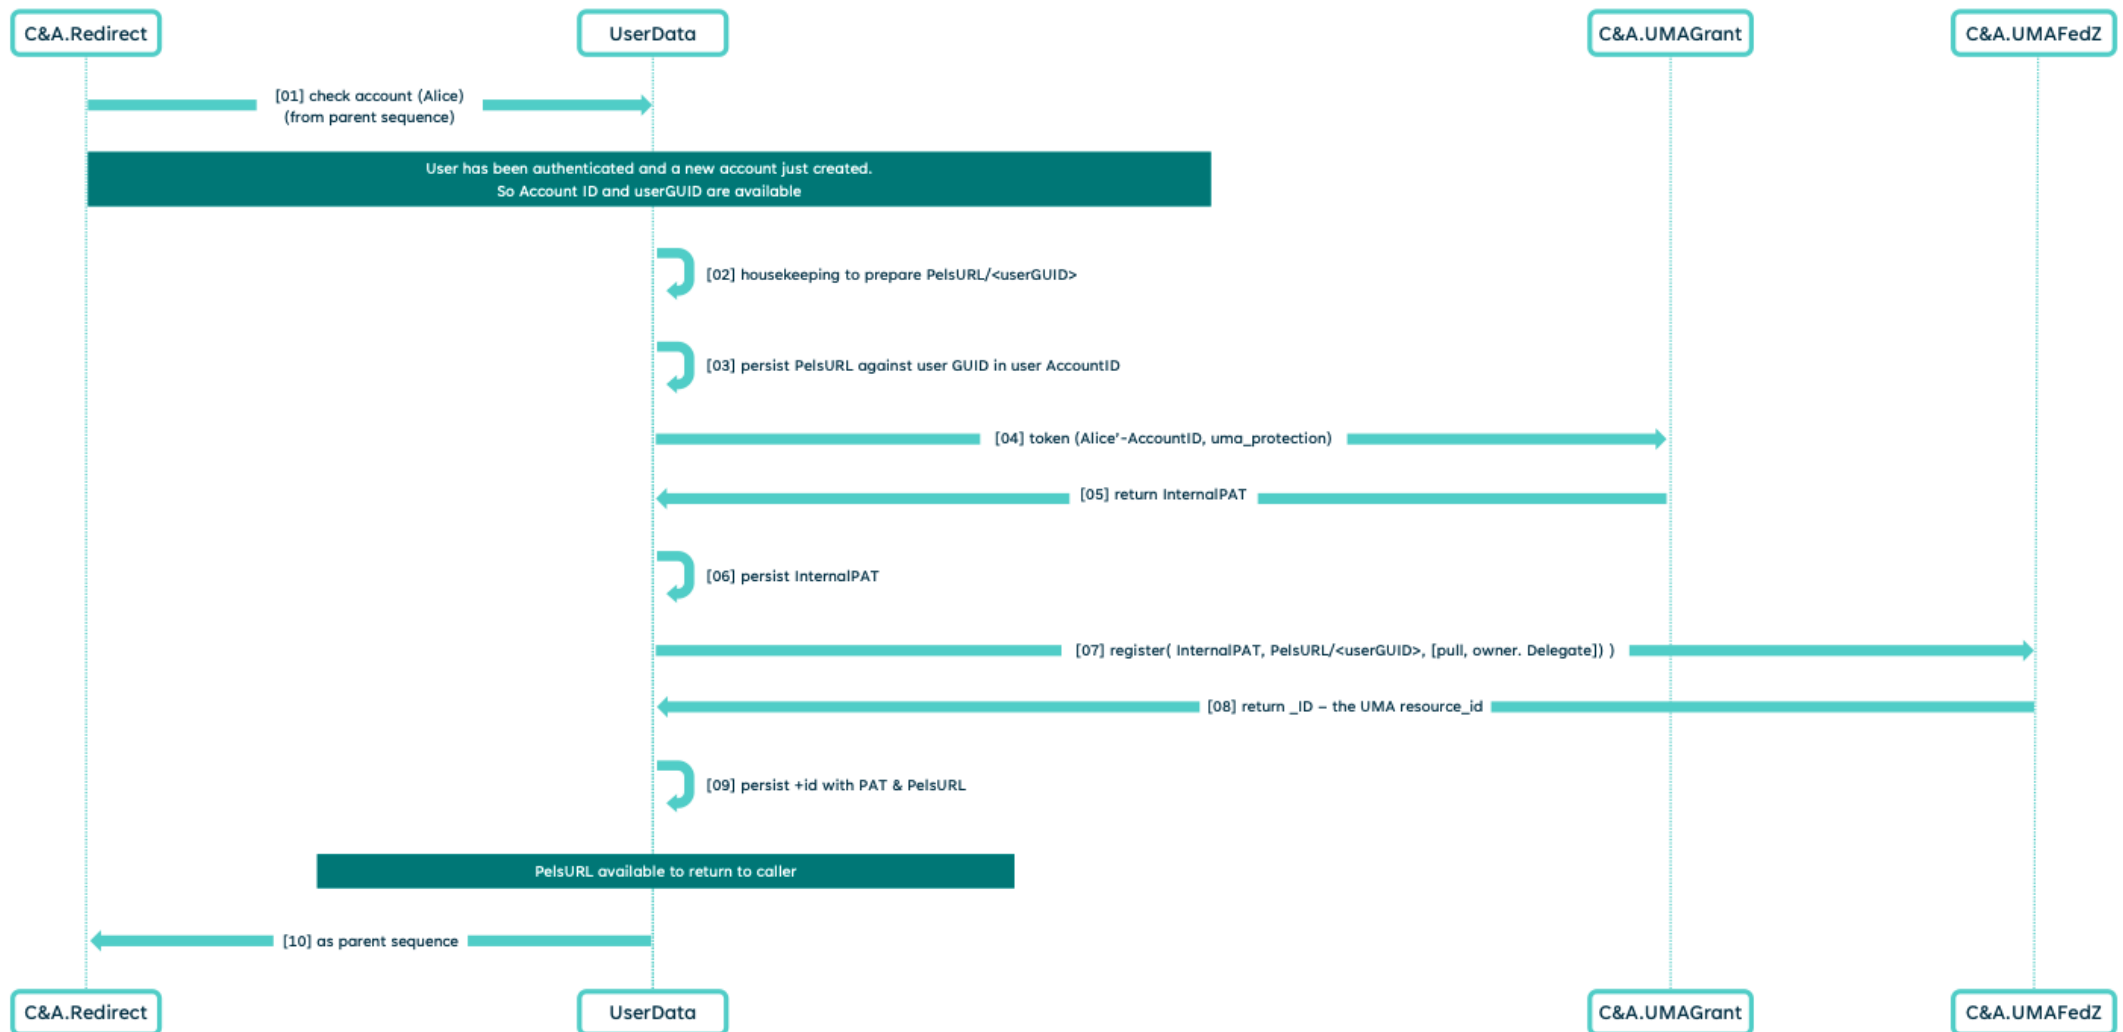 C&A.Redirect
UserData
C&A.UMAGrant
C&A.UMAFedZ
[01] check account (Alice)
(from parent sequence)
User has been authenticated and a new account just created.
So Account ID and userGUID are available
[02] housekeeping to prepare PelsURL/<userGUID>
[03] persist PelsURL against user GUID in user AccountID
[04] token (Alice'-AccountID, uma_protection)
[05] return InternalPAT
[06] persist InternalPAT
[07] register( InternalPAT, PelsURL/<userGUID>, [pull, owner. Delegate]) )
[08] return _ID – the UMA resource_id
[09] persist +id with PAT & PelsURL
PelsURL available to return to caller
[10] as parent sequence
C&A.Redirect
UserData
C&A.UMAGrant
C&A.UMAFedZ